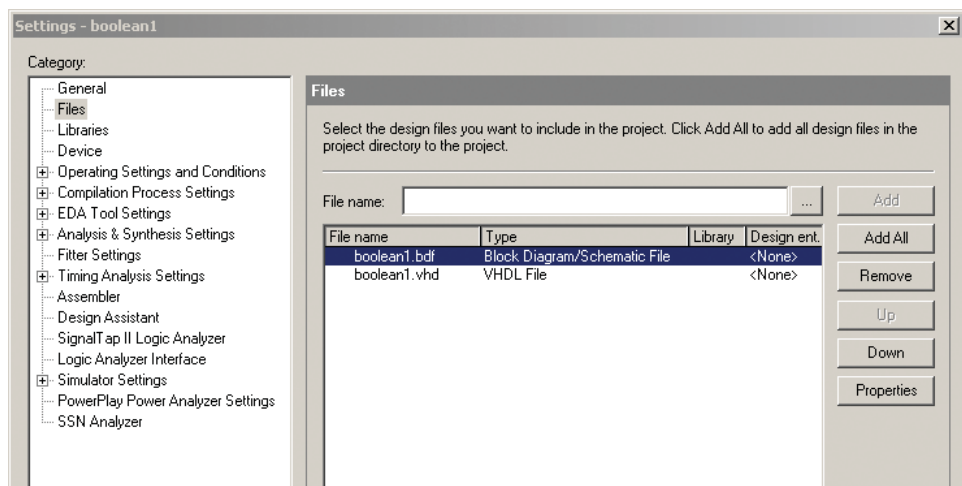 Settings - boolean1
Category:
General
Files
Libraries
Device
Operating Settings and Conditions
Compilation Process Settings
EDA Tool Settings
Analysis & Synthesis Settings
Fitter Settings
Timing Analysis Settings
Assembler
Design Assistant
SignalTap II Logic Analyzer
Logic Analyzer Interface
Simulator Settings
PowerPlay Power Analyzer Settings
SSN Analyzer
Files
Select the design files you want to include in the project. Click Add All to add all design files in the
project directory to the project.
File name: ... Add
File name Type Library Design ent.
boolean1.bdf Block Diagram/Schematic File <None>
boolean1.vhd VHDL File <None>
Add All
Remove
Up
Down
Properties